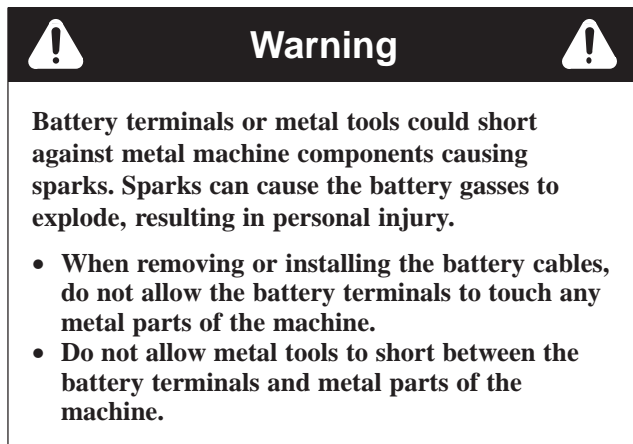 Warning
Battery terminals or metal tools could short
against metal machine components causing
sparks. Sparks can cause the battery gasses to
explode, resulting in personal injury.
• When removing or installing the battery cables,
do not allow the battery terminals to touch any
metal parts of the machine.
• Do not allow metal tools to short between the
battery terminals and metal parts of the
machine.